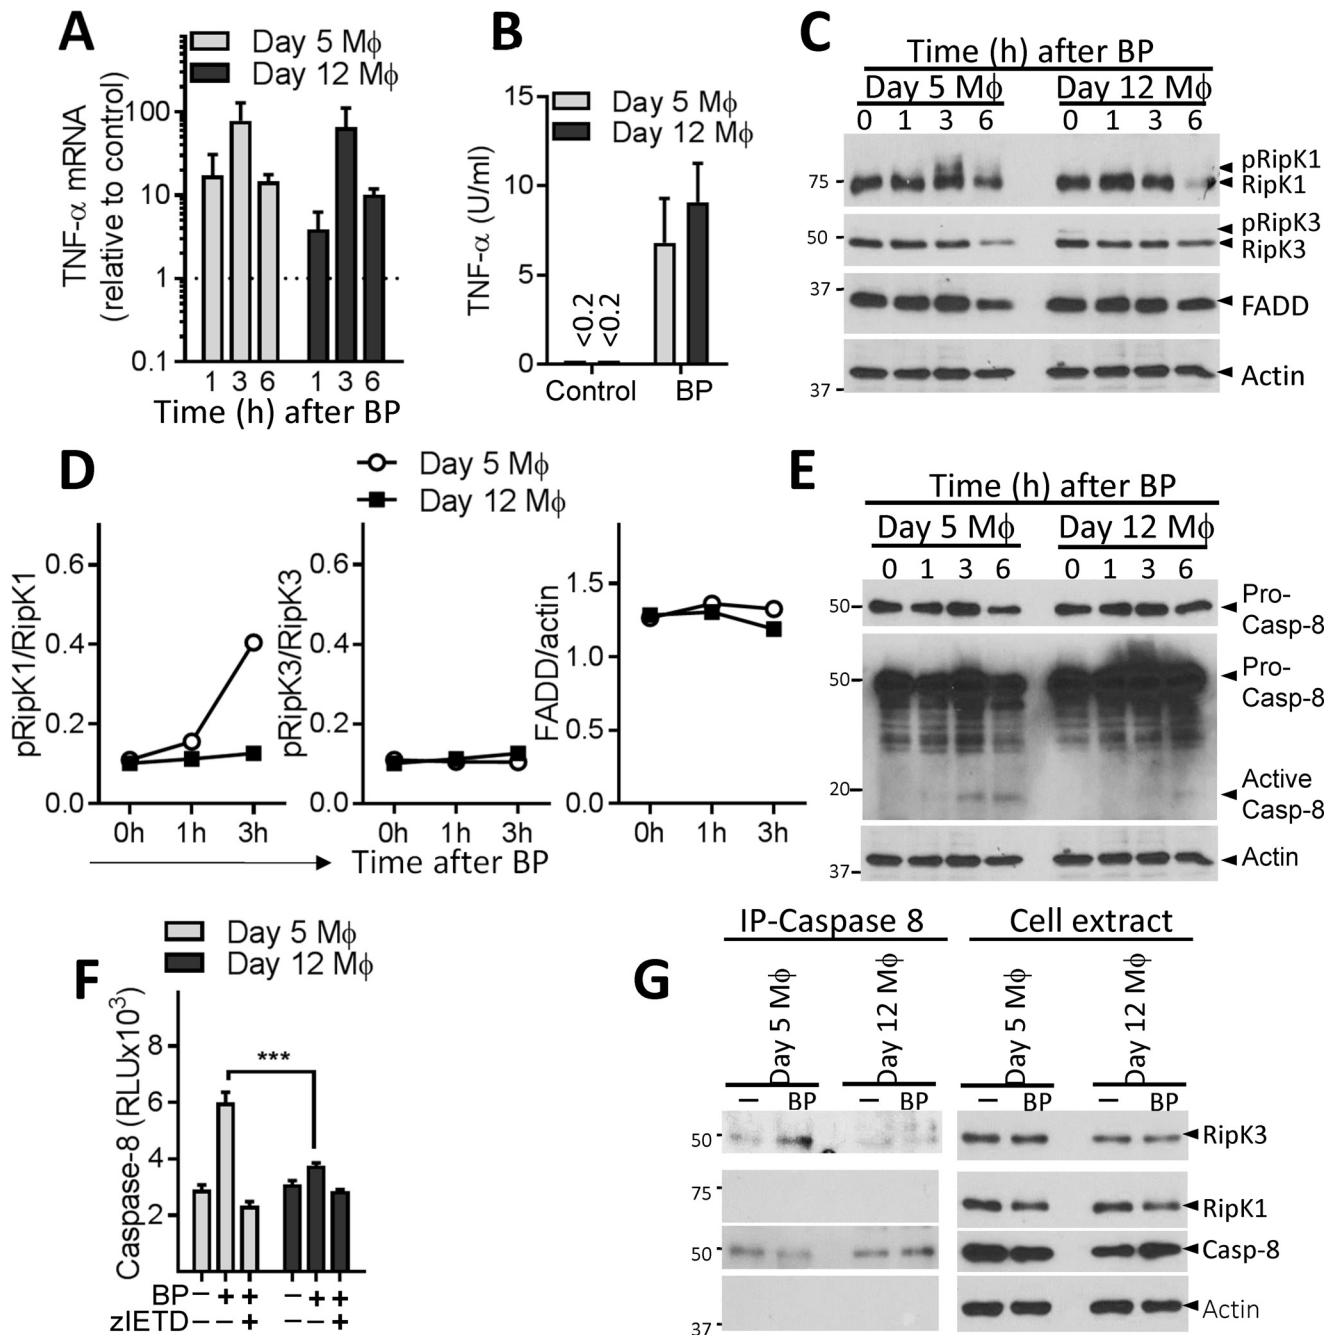 A
Day 5 Mϕ
Day 12 Mϕ
TNF-α mRNA
(relative to control)
100
10
1
0.1
1 3 6 1 3 6
Time (h) after BP
B
Day 5 Mϕ
Day 12 Mϕ
TNF-α (U/ml)
15
10
5
0
<0.2
<0.2
Control BP
C
Time (h) after BP
Day 5 Mϕ Day 12 Mϕ
0 1 3 6 0 1 3 6
75
pRipK1
RipK1
50
pRipK3
RipK3
37
FADD
Actin
37
D
Day 5 Mϕ
Day 12 Mϕ
pRipK1/RipK1
0.6
0.4
0.2
0.0
0h 1h 3h
pRipK3/RipK3
0.6
0.4
0.2
0.0
0h 1h 3h
FADD/actin
1.5
1.0
0.5
0.0
0h 1h 3h
Time after BP
E
Time (h) after BP
Day 5 Mϕ Day 12 Mϕ
0 1 3 6 0 1 3 6
50
Pro-
Casp-8
50
Pro-
Casp-8
20
Active
Casp-8
Actin
37
F
Day 5 Mϕ
Day 12 Mϕ
Caspase-8 (RLUx10³)
8
6
4
2
***
BP − + + − + +
zIETD − − + − − +
G
IP-Caspase 8 Cell extract
Day 5 Mϕ
Day 12 Mϕ
Day 5 Mϕ
Day 12 Mϕ
− BP − BP − BP − BP
50
RipK3
75
RipK1
50
Casp-8
Actin
37